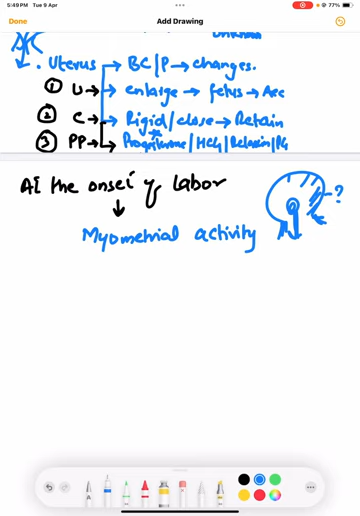 5:49 PM Tue 9 Apr
77%
Done
Add Drawing
Unknown
Uterus → BC/P → changes.
① U → enlarge → fetus → Acc
② C → Rigid/close → Retain
③ PP → Progesterone/HCG/Relaxin/PG
At the onset of labor
?
Myometrial activity